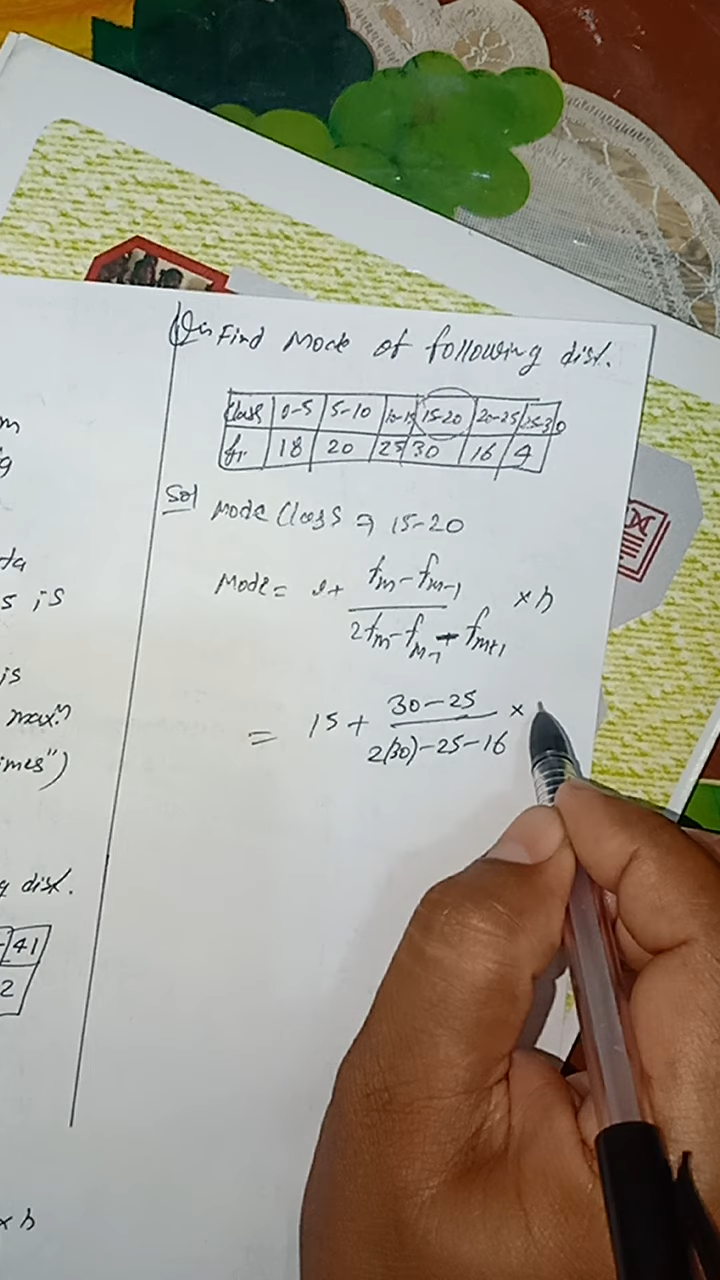 Qn Find Mode of following dist.
Class 0-5 5-10 10-15 15-20 20-25 25-30
fr. 18 20 25 30 16 4
Sol Mode Class ⇒ 15-20
Mode = l + fm - fm-1 / 2fm - fm-1 - fm+1 × h
= 15 + 30-25 / 2(30)-25-16 ×
m
s is
is
max.m
imes")
dist.
41
2
× h